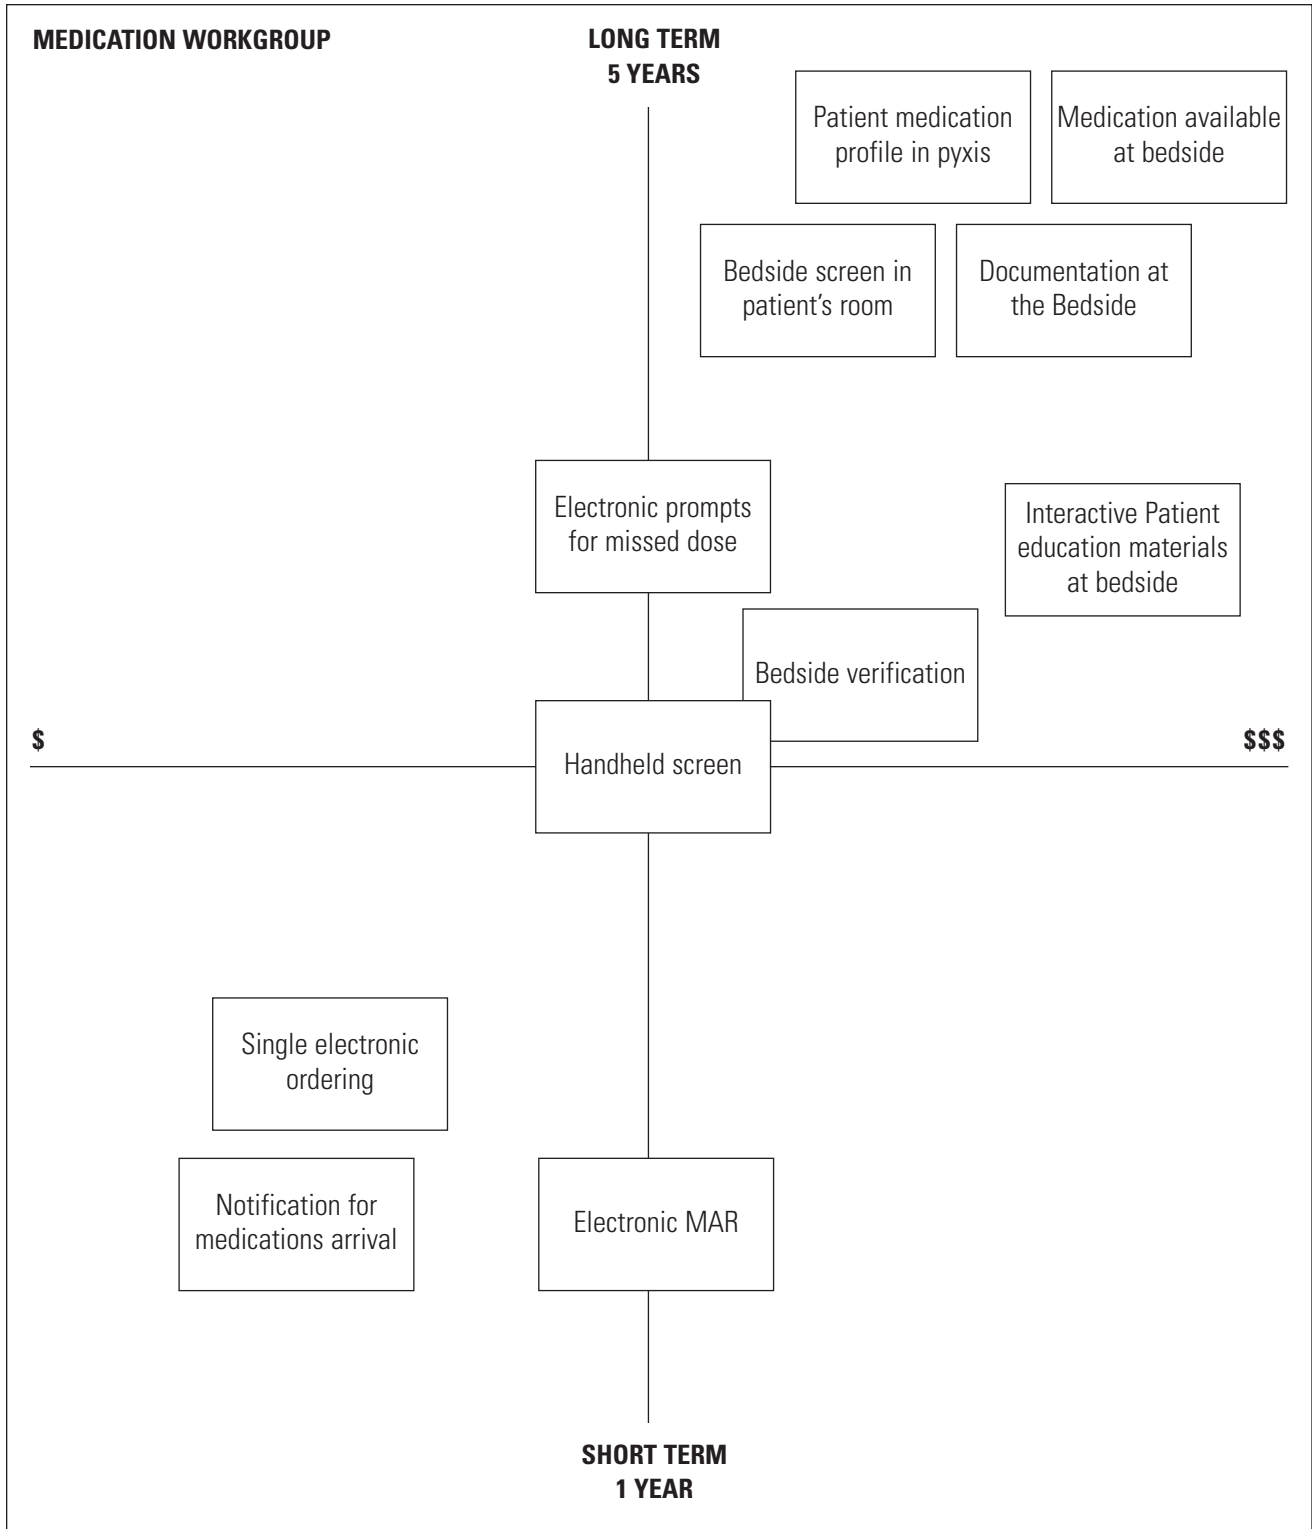 MEDICATION WORKGROUP
LONG TERM
5 YEARS
Patient medication
profile in pyxis
Medication available
at bedside
Bedside screen in
patient’s room
Documentation at
the Bedside
Electronic prompts
for missed dose
Interactive Patient
education materials
at bedside
Bedside verification
$
$$$
Handheld screen
Single electronic
ordering
Notification for
medications arrival
Electronic MAR
SHORT TERM
1 YEAR